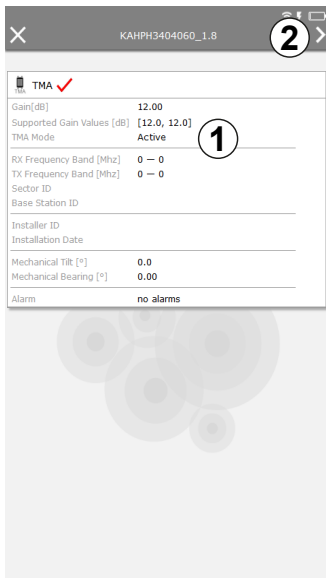 KAHPH3404060_1.8
2
TMA
TMA
Gain[dB] 12.00
Supported Gain Values [dB] [12.0, 12.0]
TMA Mode Active
1
RX Frequency Band [Mhz] 0 — 0
TX Frequency Band [Mhz] 0 — 0
Sector ID
Base Station ID
Installer ID
Installation Date
Mechanical Tilt [°] 0.0
Mechanical Bearing [°] 0.00
Alarm no alarms